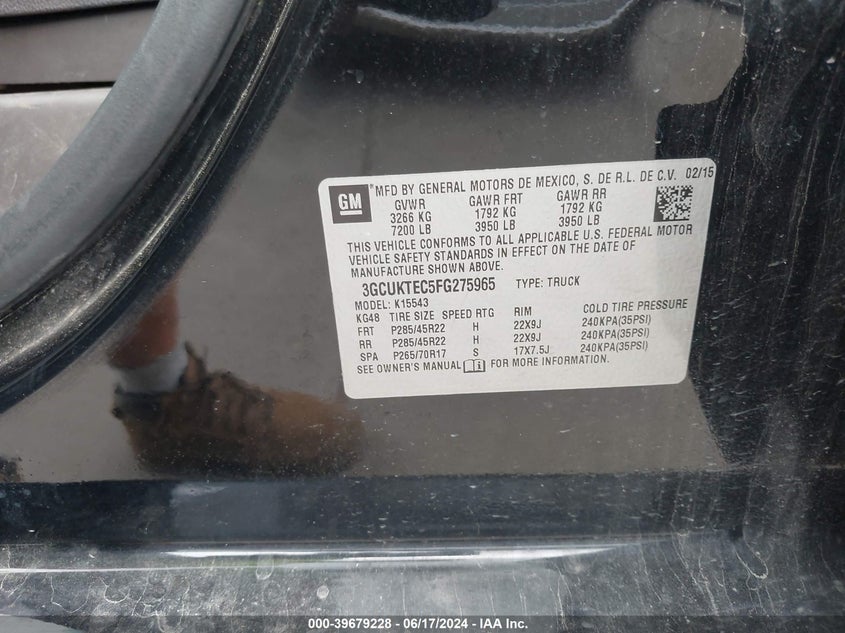 GM
MFD BY GENERAL MOTORS DE MEXICO, S. DE R.L. DE C.V. 02/15
GVWR GAWR FRT GAWR RR
3266 KG 1792 KG 1792 KG
7200 LB 3950 LB 3950 LB
THIS VEHICLE CONFORMS TO ALL APPLICABLE U.S. FEDERAL MOTOR
VEHICLE SAFETY STANDARDS IN EFFECT ON THE DATE OF
MANUFACTURE SHOWN ABOVE.
3GCUKTEC5FG275965 TYPE: TRUCK
MODEL: K15543
KG48 TIRE SIZE SPEED RTG RIM COLD TIRE PRESSURE
FRT P285/45R22 H 22X9J 240KPA(35PSI)
RR P285/45R22 H 22X9J 240KPA(35PSI)
SPA P265/70R17 S 17X7.5J 240KPA(35PSI)
SEE OWNER'S MANUAL FOR MORE INFORMATION.
000-39679228 - 06/17/2024 - IAA Inc.